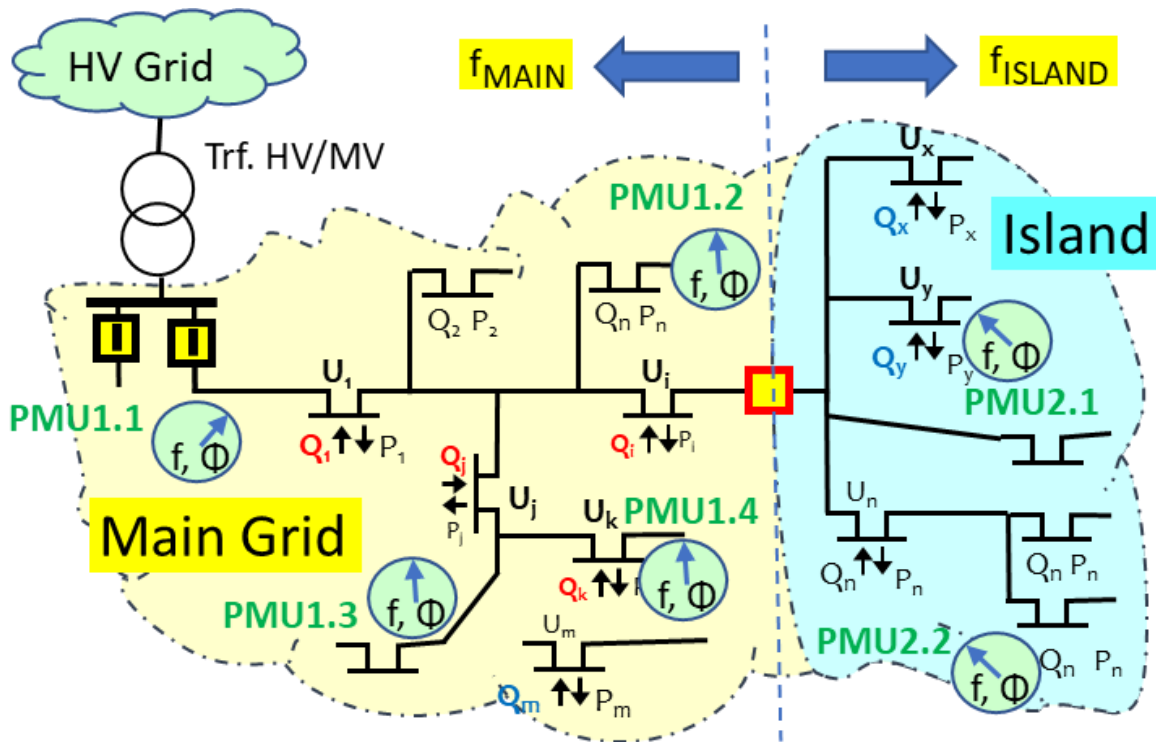 HV Grid
f_MAIN
f_ISLAND
Trf. HV/MV
U_x
Q_x P_x
Island
PMU1.2
f, Φ
Q_2 P_2
Q_n P_n
U_y
Q_y P_y
f, Φ
PMU2.1
U_1
U_i
PMU1.1
f, Φ
Q_1 P_1
Q_i P_i
Q_j
P_j
U_j
U_k
PMU1.4
U_n
Main Grid
Q_k
f, Φ
Q_n P_n
Q_n P_n
PMU1.3
f, Φ
U_m
Q_m P_m
PMU2.2
f, Φ
Q_n P_n